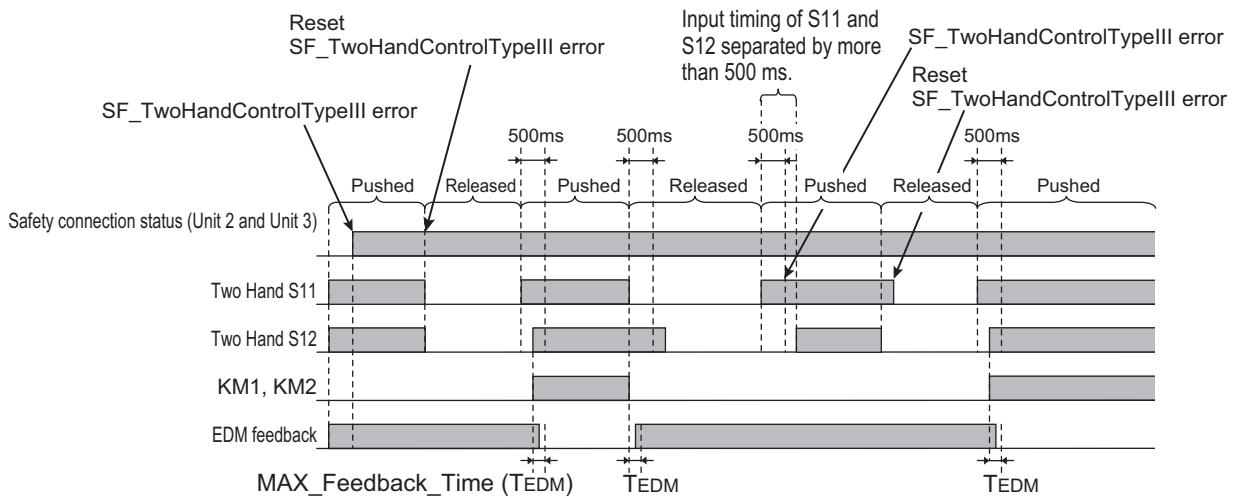 Reset
SF_TwoHandControlTypeIII error
Input timing of S11 and
S12 separated by more
than 500 ms.
SF_TwoHandControlTypeIII error
Reset
SF_TwoHandControlTypeIII error
SF_TwoHandControlTypeIII error
500ms
500ms
500ms
500ms
Pushed
Released
Pushed
Released
Pushed
Released
Pushed
Safety connection status (Unit 2 and Unit 3)
Two Hand S11
Two Hand S12
KM1, KM2
EDM feedback
MAX_Feedback_Time (TEDM)
TEDM
TEDM